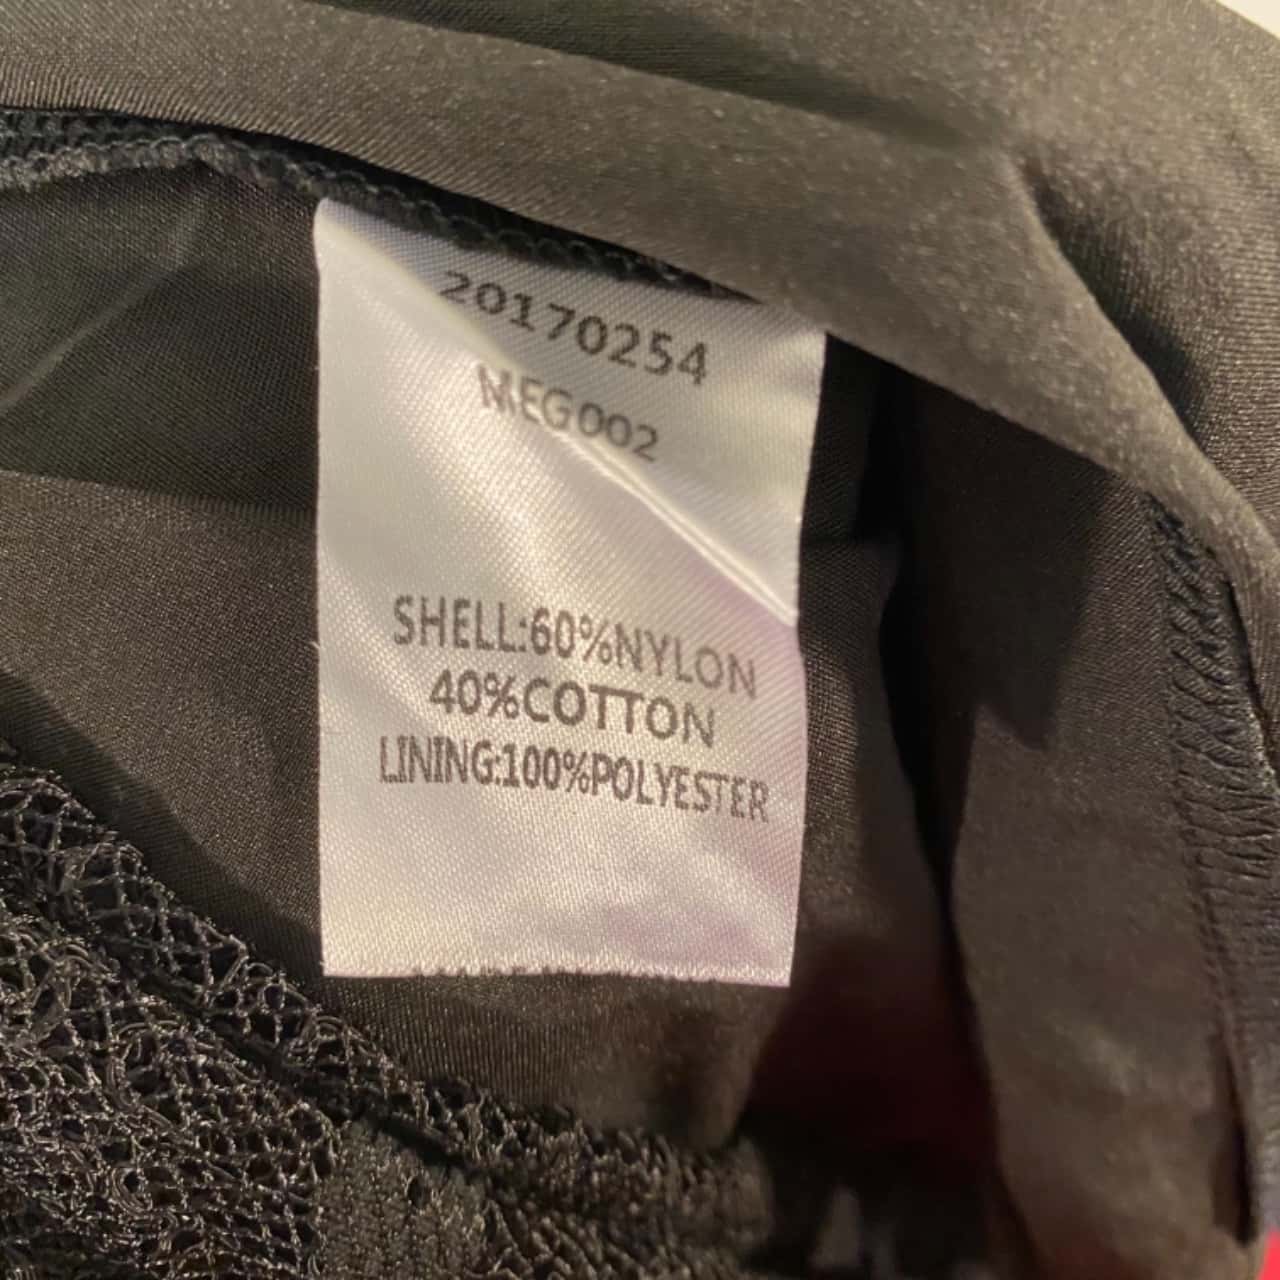 20170254
MEG002
SHELL:60%NYLON
40%COTTON
LINING:100%POLYESTER